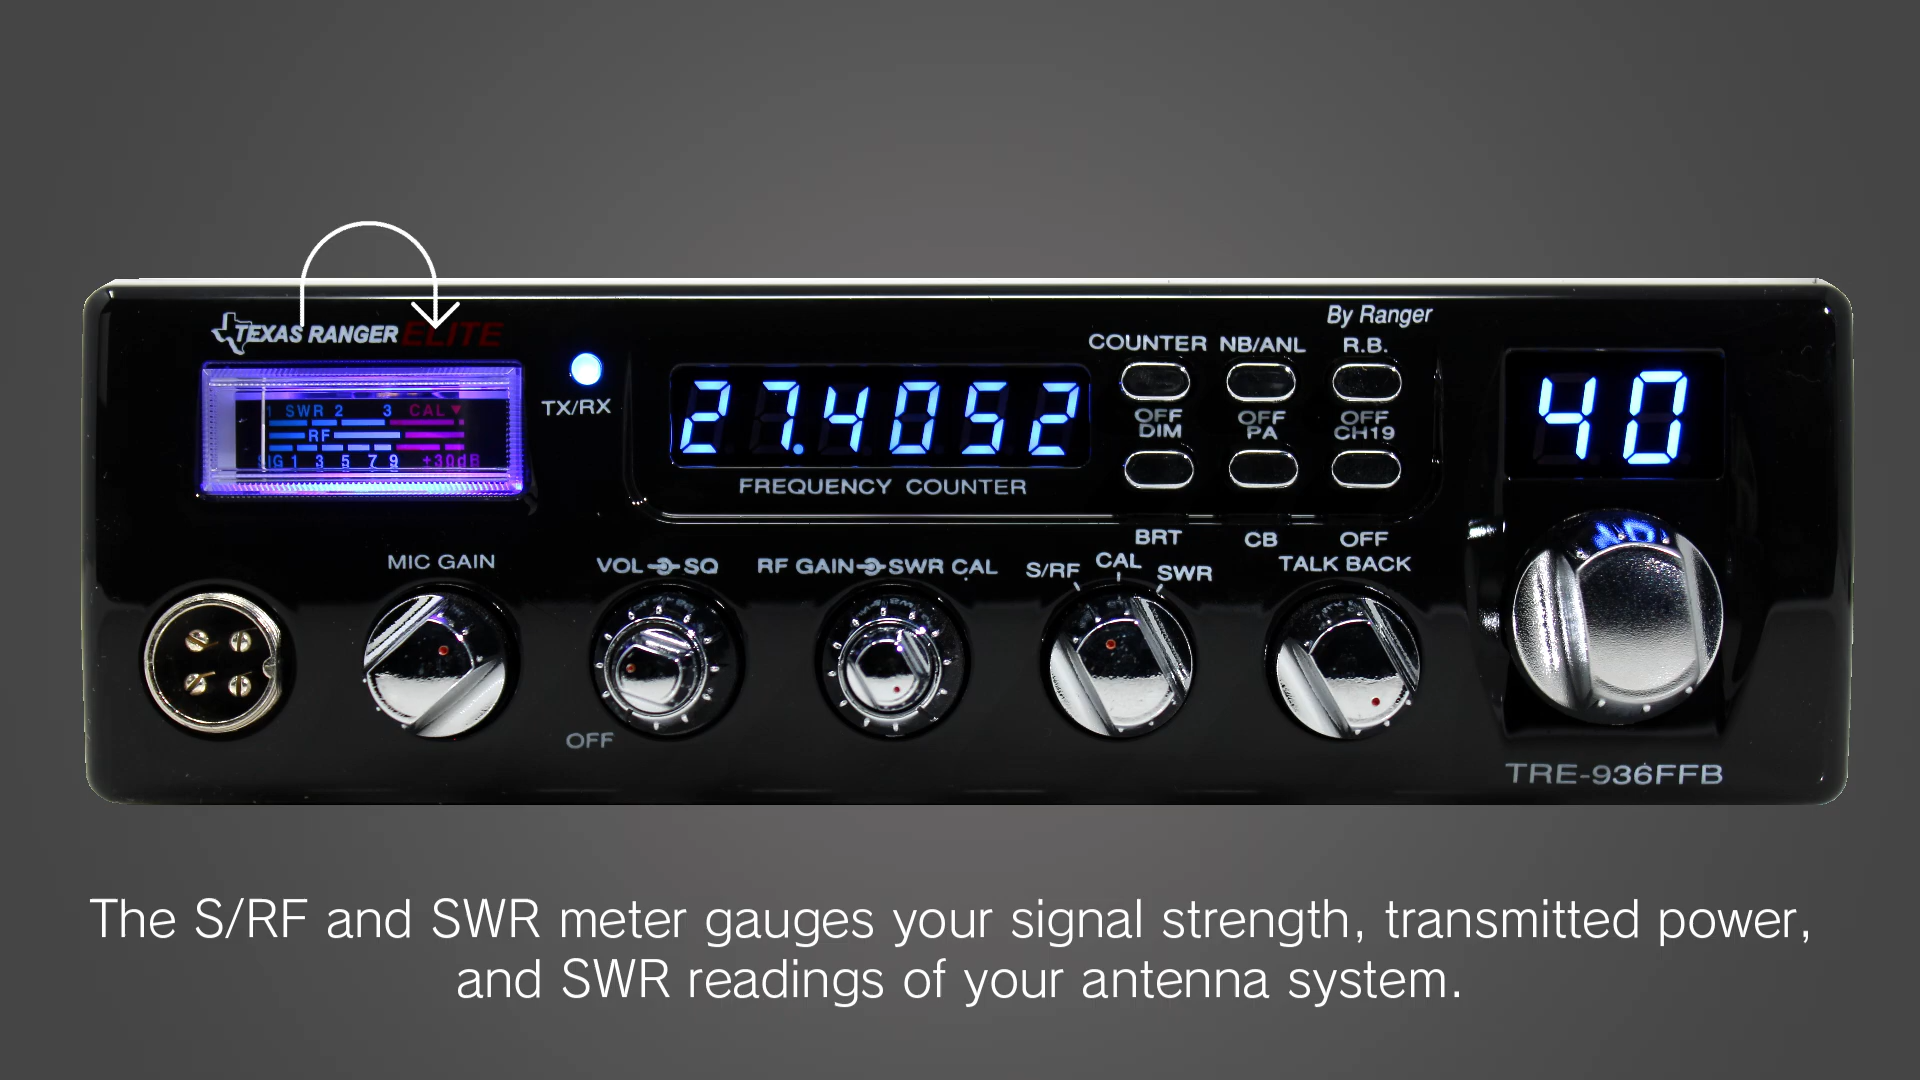 By Ranger
TEXAS RANGER ELITE
COUNTER NB/ANL R.B.
1 SWR 2 3 CAL▼
RF
SIG 1 3 5 7 9 +30dB
TX/RX
27.4052
FREQUENCY COUNTER
OFF OFF OFF
DIM PA CH19
40
BRT CB OFF
MIC GAIN
VOL SQ
RF GAIN SWR CAL
S/RF CAL SWR
TALK BACK
OFF
TRE-936FFB
The S/RF and SWR meter gauges your signal strength, transmitted power,
and SWR readings of your antenna system.